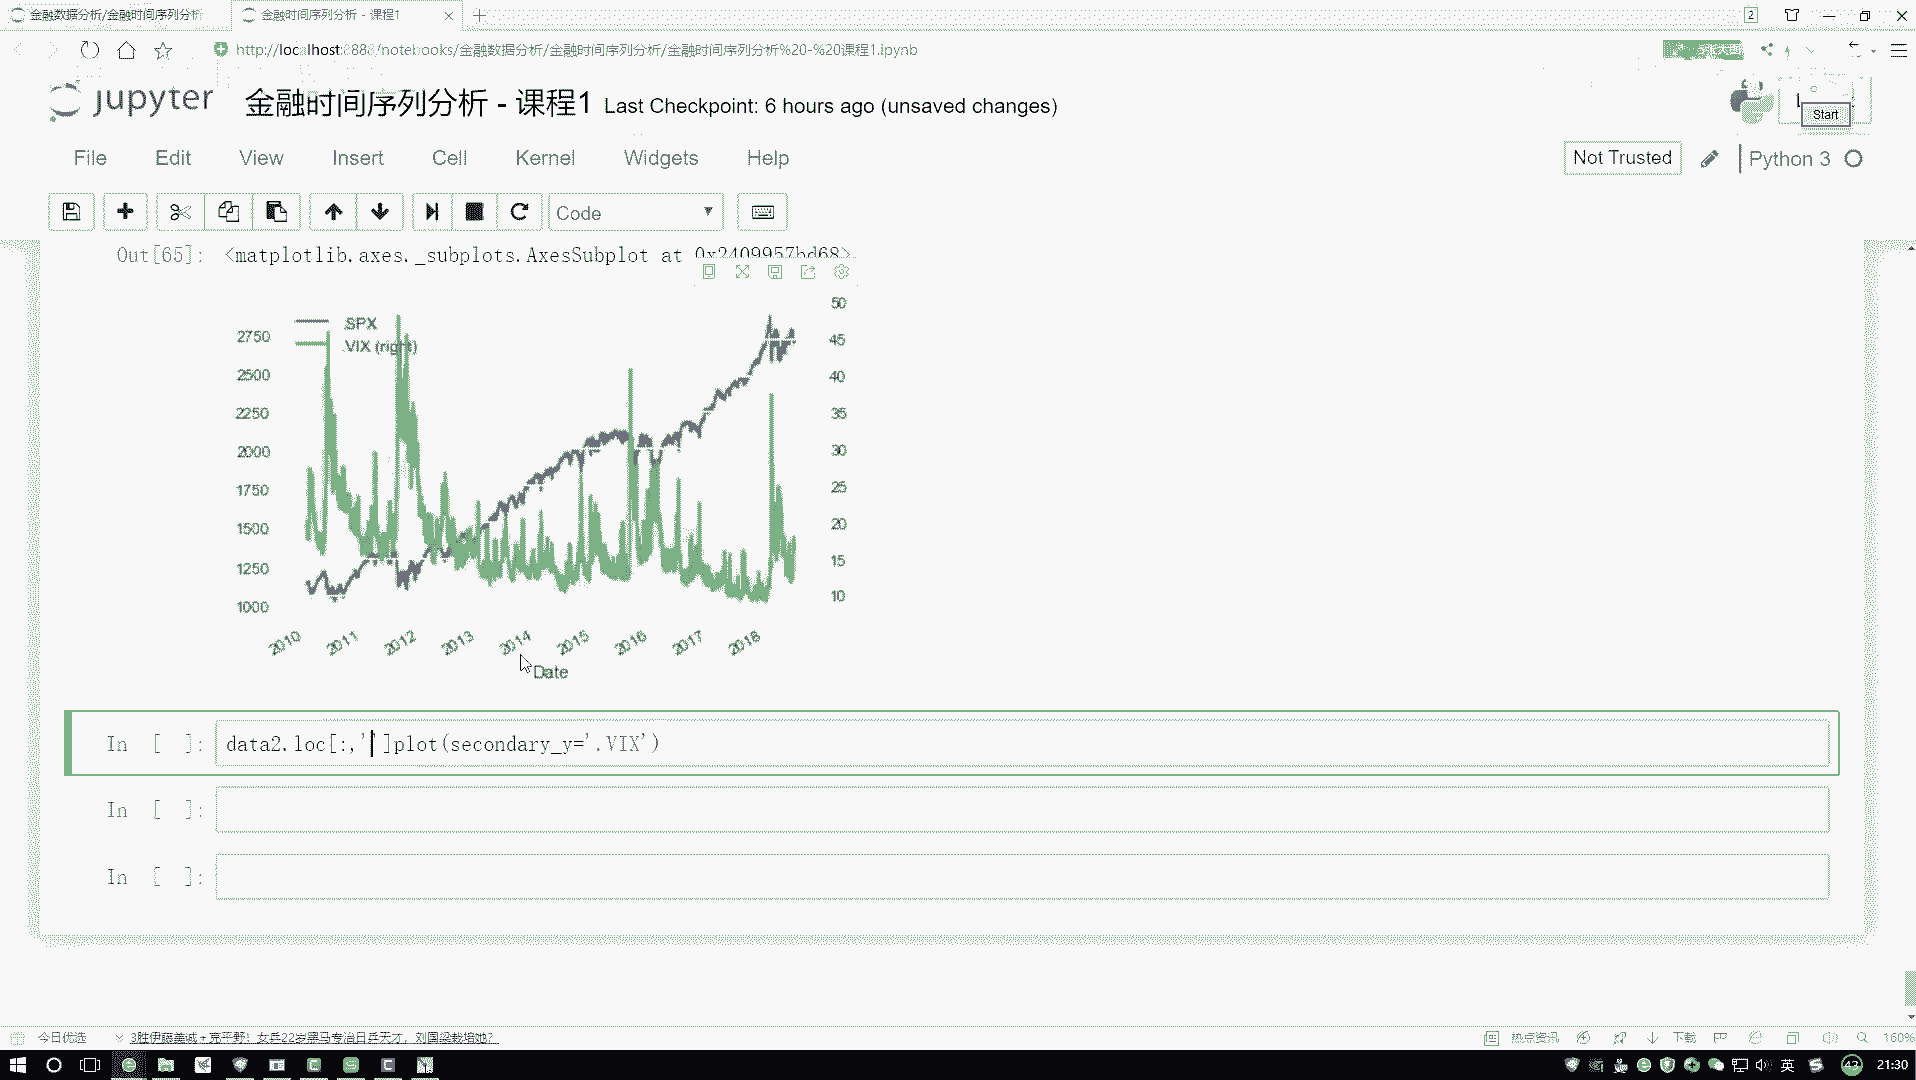 金融数据分析/金融时间序列分析
金融时间序列分析 - 课程1
2
http://localhost:8888/notebooks/金融数据分析/金融时间序列分析/金融时间序列分析%20-%20课程1.ipynb
jupyter 金融时间序列分析 - 课程1 Last Checkpoint: 6 hours ago (unsaved changes)
Start
File Edit View Insert Cell Kernel Widgets Help
Not Trusted Python 3
Code
Out[65]: <matplotlib.axes._subplots.AxesSubplot at 0x2409957bd68>
SPX
VIX (right)
2750
2500
2250
2000
1750
1500
1250
1000
50
45
40
35
30
25
20
15
10
2010 2011 2012 2013 2014 2015 2016 2017 2018
Date
In [ ]: data2.loc[:,'']plot(secondary_y='.VIX')
In [ ]:
In [ ]:
今日优选 3胜伊藤美诚+克平野! 女乒22岁黑马专治日乒天才，刘国梁栽培她?
热点资讯 下载 160%
英 43 21:30